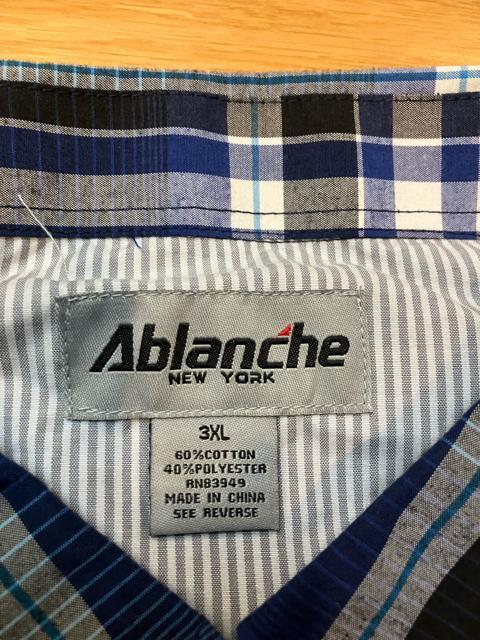 Ablanche
NEW YORK
3XL
60%COTTON
40%POLYESTER
RN83949
MADE IN CHINA
SEE REVERSE